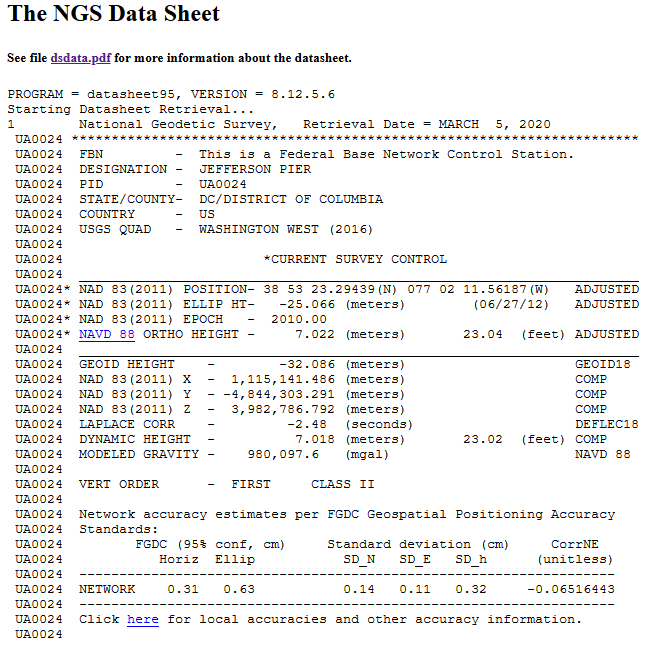 The NGS Data Sheet
See file dsdata.pdf for more information about the datasheet.
PROGRAM = datasheet95, VERSION = 8.12.5.6
Starting Datasheet Retrieval...
1        National Geodetic Survey,   Retrieval Date = MARCH  5, 2020
 UA0024 ***********************************************************************
 UA0024  FBN         -  This is a Federal Base Network Control Station.
 UA0024  DESIGNATION -  JEFFERSON PIER
 UA0024  PID         -  UA0024
 UA0024  STATE/COUNTY-  DC/DISTRICT OF COLUMBIA
 UA0024  COUNTRY     -  US
 UA0024  USGS QUAD   -  WASHINGTON WEST (2016)
 UA0024
 UA0024                         *CURRENT SURVEY CONTROL
 UA0024
 UA0024* NAD 83(2011) POSITION- 38 53 23.29439(N) 077 02 11.56187(W)   ADJUSTED
 UA0024* NAD 83(2011) ELLIP HT-   -25.066 (meters)        (06/27/12)   ADJUSTED
 UA0024* NAD 83(2011) EPOCH   -  2010.00
 UA0024* NAVD 88 ORTHO HEIGHT -     7.022 (meters)       23.04  (feet) ADJUSTED
 UA0024
 UA0024  GEOID HEIGHT    -        -32.086 (meters)                     GEOID18
 UA0024  NAD 83(2011) X  -  1,115,141.486 (meters)                     COMP
 UA0024  NAD 83(2011) Y  - -4,844,303.291 (meters)                     COMP
 UA0024  NAD 83(2011) Z  -  3,982,786.792 (meters)                     COMP
 UA0024  LAPLACE CORR    -         -2.48  (seconds)                    DEFLEC18
 UA0024  DYNAMIC HEIGHT  -          7.018 (meters)       23.02  (feet) COMP
 UA0024  MODELED GRAVITY -    980,097.6   (mgal)                       NAVD 88
 UA0024
 UA0024  VERT ORDER      -  FIRST     CLASS II
 UA0024
 UA0024  Network accuracy estimates per FGDC Geospatial Positioning Accuracy
 UA0024  Standards:
 UA0024         FGDC (95% conf, cm)     Standard deviation (cm)     CorrNE
 UA0024            Horiz  Ellip           SD_N   SD_E   SD_h      (unitless)
 UA0024  -------------------------------------------------------------------
 UA0024  NETWORK    0.31   0.63           0.14   0.11   0.32     -0.06516443
 UA0024  -------------------------------------------------------------------
 UA0024  Click here for local accuracies and other accuracy information.
 UA0024